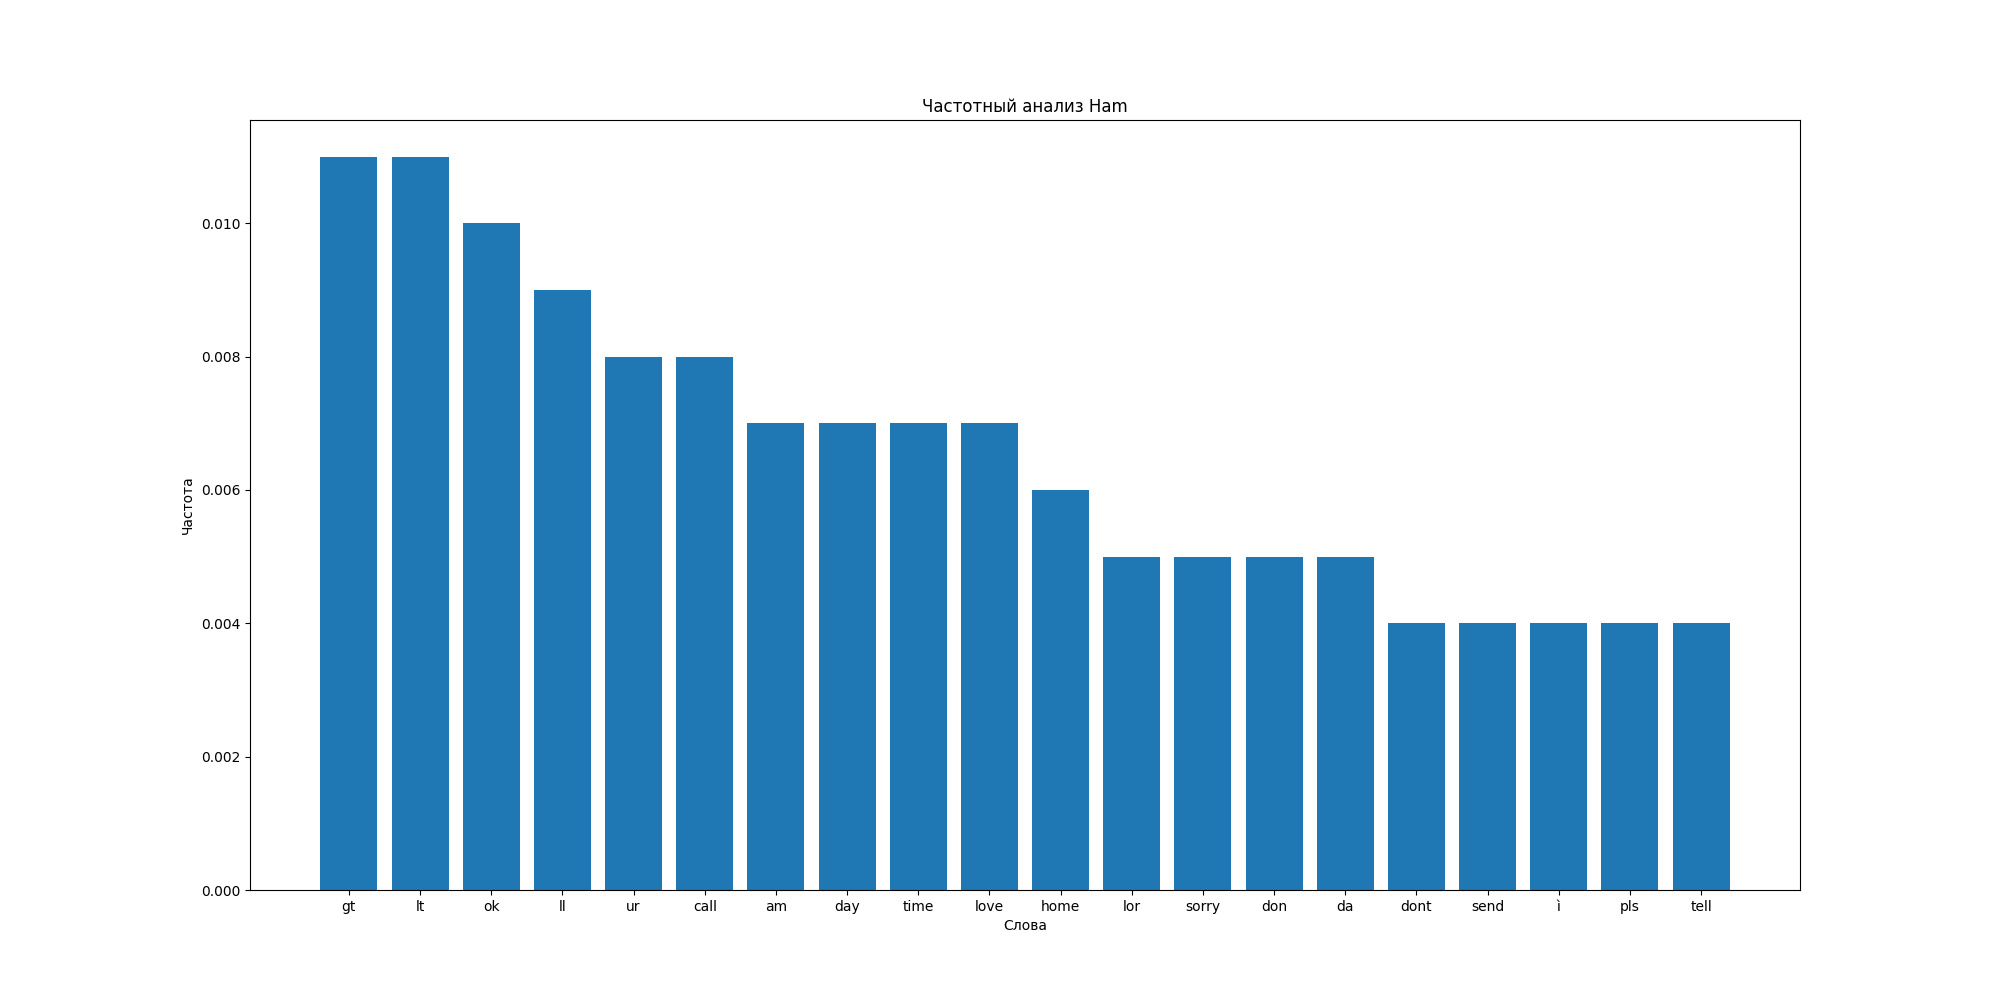 Частотный анализ Ham
0.010
0.008
0.006
0.004
0.002
0.000
Частота
gt lt ok ll ur call am day time love home lor sorry don da dont send ì pls tell
Слова